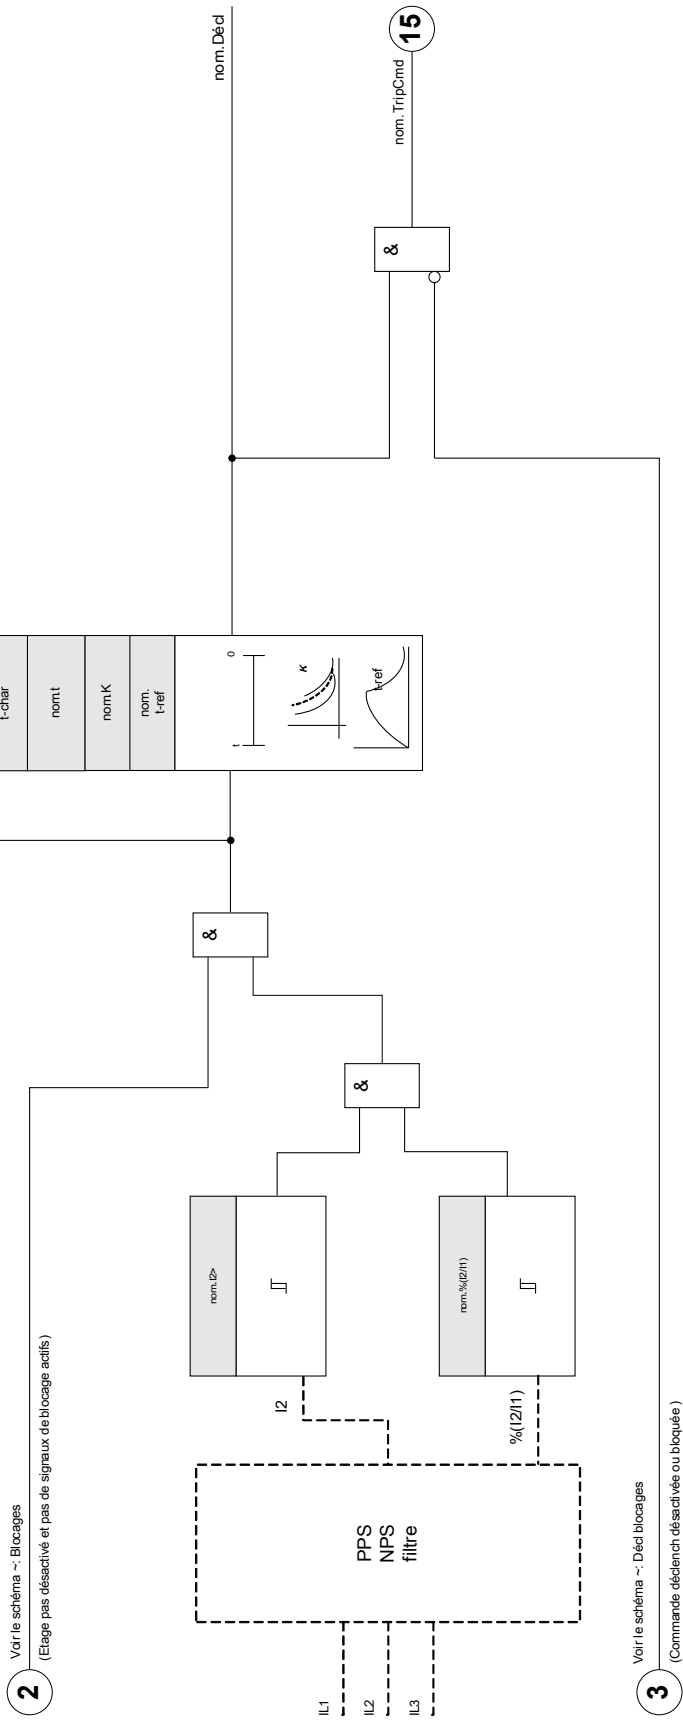 2
Voir le schéma ~: Blocages
(Etage pas désactivé et pas de signaux de blocage actifs)
IL1
IL2
IL3
PPS
NPS
filtre
I2
%(I2/I1)
nom.I2>
nom.%(I2/I1)
&
&
t-char
nom.t
nom.K
nom.
t-ref
t
0
K
t-ref
nom.Décl
&
nom.TripCmd
15
3
Voir le schéma ~: Décl blocages
(Commande déclench désactivée ou bloquée )